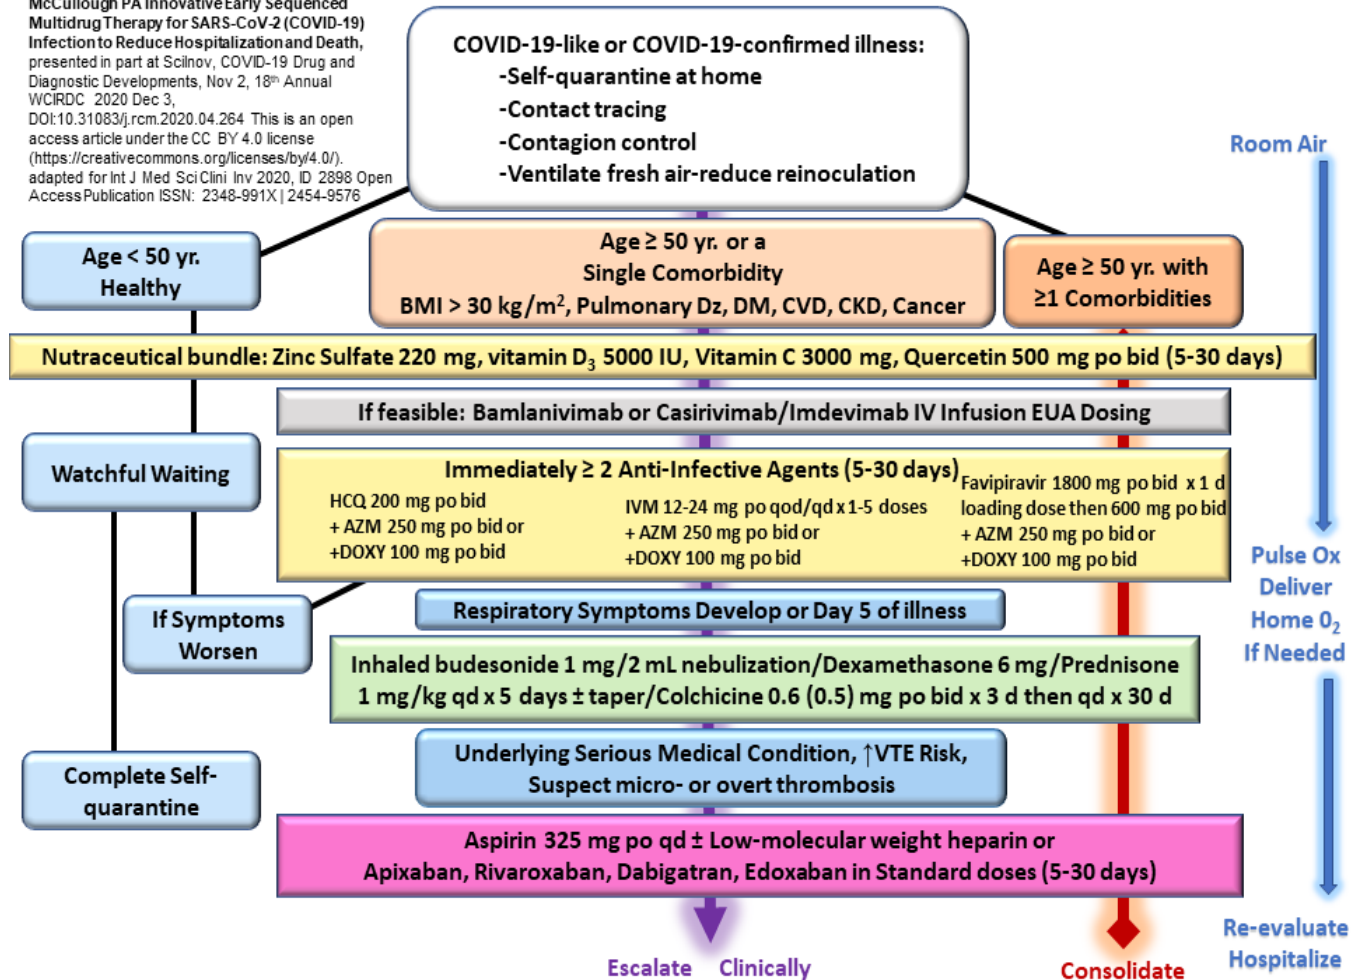 McCullough PA Innovative Early Sequenced
Multidrug Therapy for SARS-CoV-2 (COVID-19)
Infection to Reduce Hospitalization and Death,
presented in part at Scilnov, COVID-19 Drug and
Diagnostic Developments, Nov 2, 18th Annual
WCIRDC 2020 Dec 3,
DOI:10.31083/j.rcm.2020.04.264 This is an open
access article under the CC BY 4.0 license
(https://creativecommons.org/licenses/by/4.0/).
adapted for Int J Med Sci Clini Inv 2020, ID 2898 Open
Access Publication ISSN: 2348-991X | 2454-9576
COVID-19-like or COVID-19-confirmed illness:
-Self-quarantine at home
-Contact tracing
-Contagion control
-Ventilate fresh air-reduce reinoculation
Room Air
Age < 50 yr.
Healthy
Age ≥ 50 yr. or a
Single Comorbidity
BMI > 30 kg/m², Pulmonary Dz, DM, CVD, CKD, Cancer
Age ≥ 50 yr. with
≥1 Comorbidities
Nutraceutical bundle: Zinc Sulfate 220 mg, vitamin D₃ 5000 IU, Vitamin C 3000 mg, Quercetin 500 mg po bid (5-30 days)
If feasible: Bamlanivimab or Casirivimab/Imdevimab IV Infusion EUA Dosing
Watchful Waiting
Immediately ≥ 2 Anti-Infective Agents (5-30 days)
HCQ 200 mg po bid
+ AZM 250 mg po bid or
+DOXY 100 mg po bid
IVM 12-24 mg po qod/qd x 1-5 doses
+ AZM 250 mg po bid or
+DOXY 100 mg po bid
Favipiravir 1800 mg po bid x 1 d
loading dose then 600 mg po bid
+ AZM 250 mg po bid or
+DOXY 100 mg po bid
Pulse Ox
Deliver
Home 0₂
If Needed
If Symptoms
Worsen
Respiratory Symptoms Develop or Day 5 of illness
Inhaled budesonide 1 mg/2 mL nebulization/Dexamethasone 6 mg/Prednisone
1 mg/kg qd x 5 days ± taper/Colchicine 0.6 (0.5) mg po bid x 3 d then qd x 30 d
Underlying Serious Medical Condition, ↑VTE Risk,
Suspect micro- or overt thrombosis
Complete Self-
quarantine
Aspirin 325 mg po qd ± Low-molecular weight heparin or
Apixaban, Rivaroxaban, Dabigatran, Edoxaban in Standard doses (5-30 days)
Re-evaluate
Hospitalize
Escalate Clinically
Consolidate